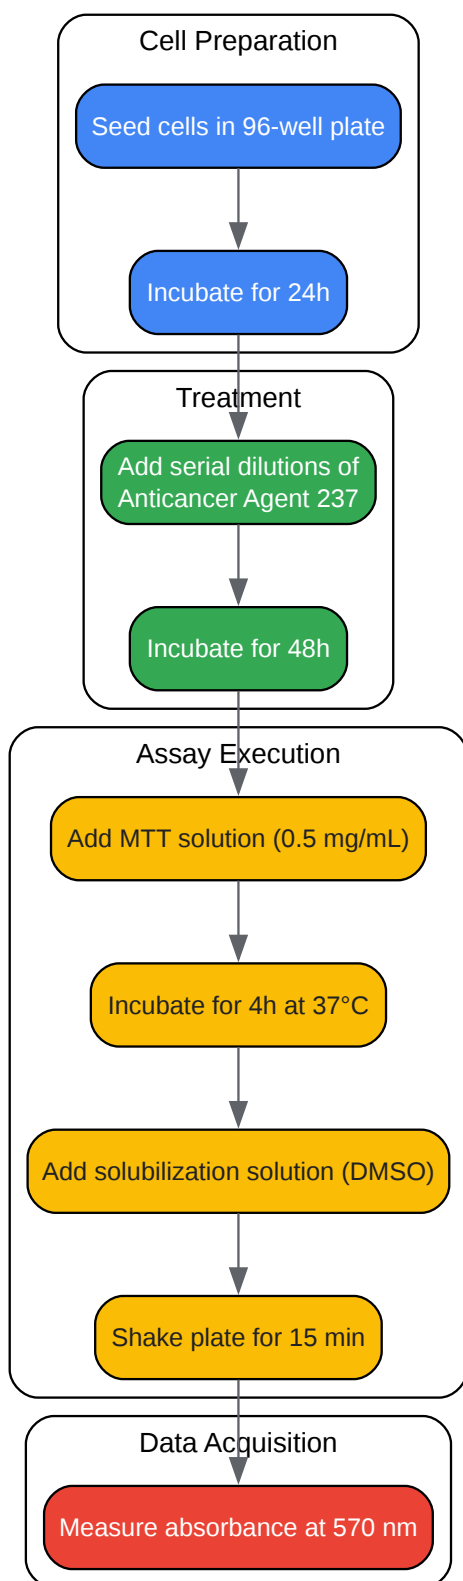 Cell Preparation
Seed cells in 96-well plate
Incubate for 24h
Treatment
Add serial dilutions of
Anticancer Agent 237
Incubate for 48h
Assay Execution
Add MTT solution (0.5 mg/mL)
Incubate for 4h at 37°C
Add solubilization solution (DMSO)
Shake plate for 15 min
Data Acquisition
Measure absorbance at 570 nm